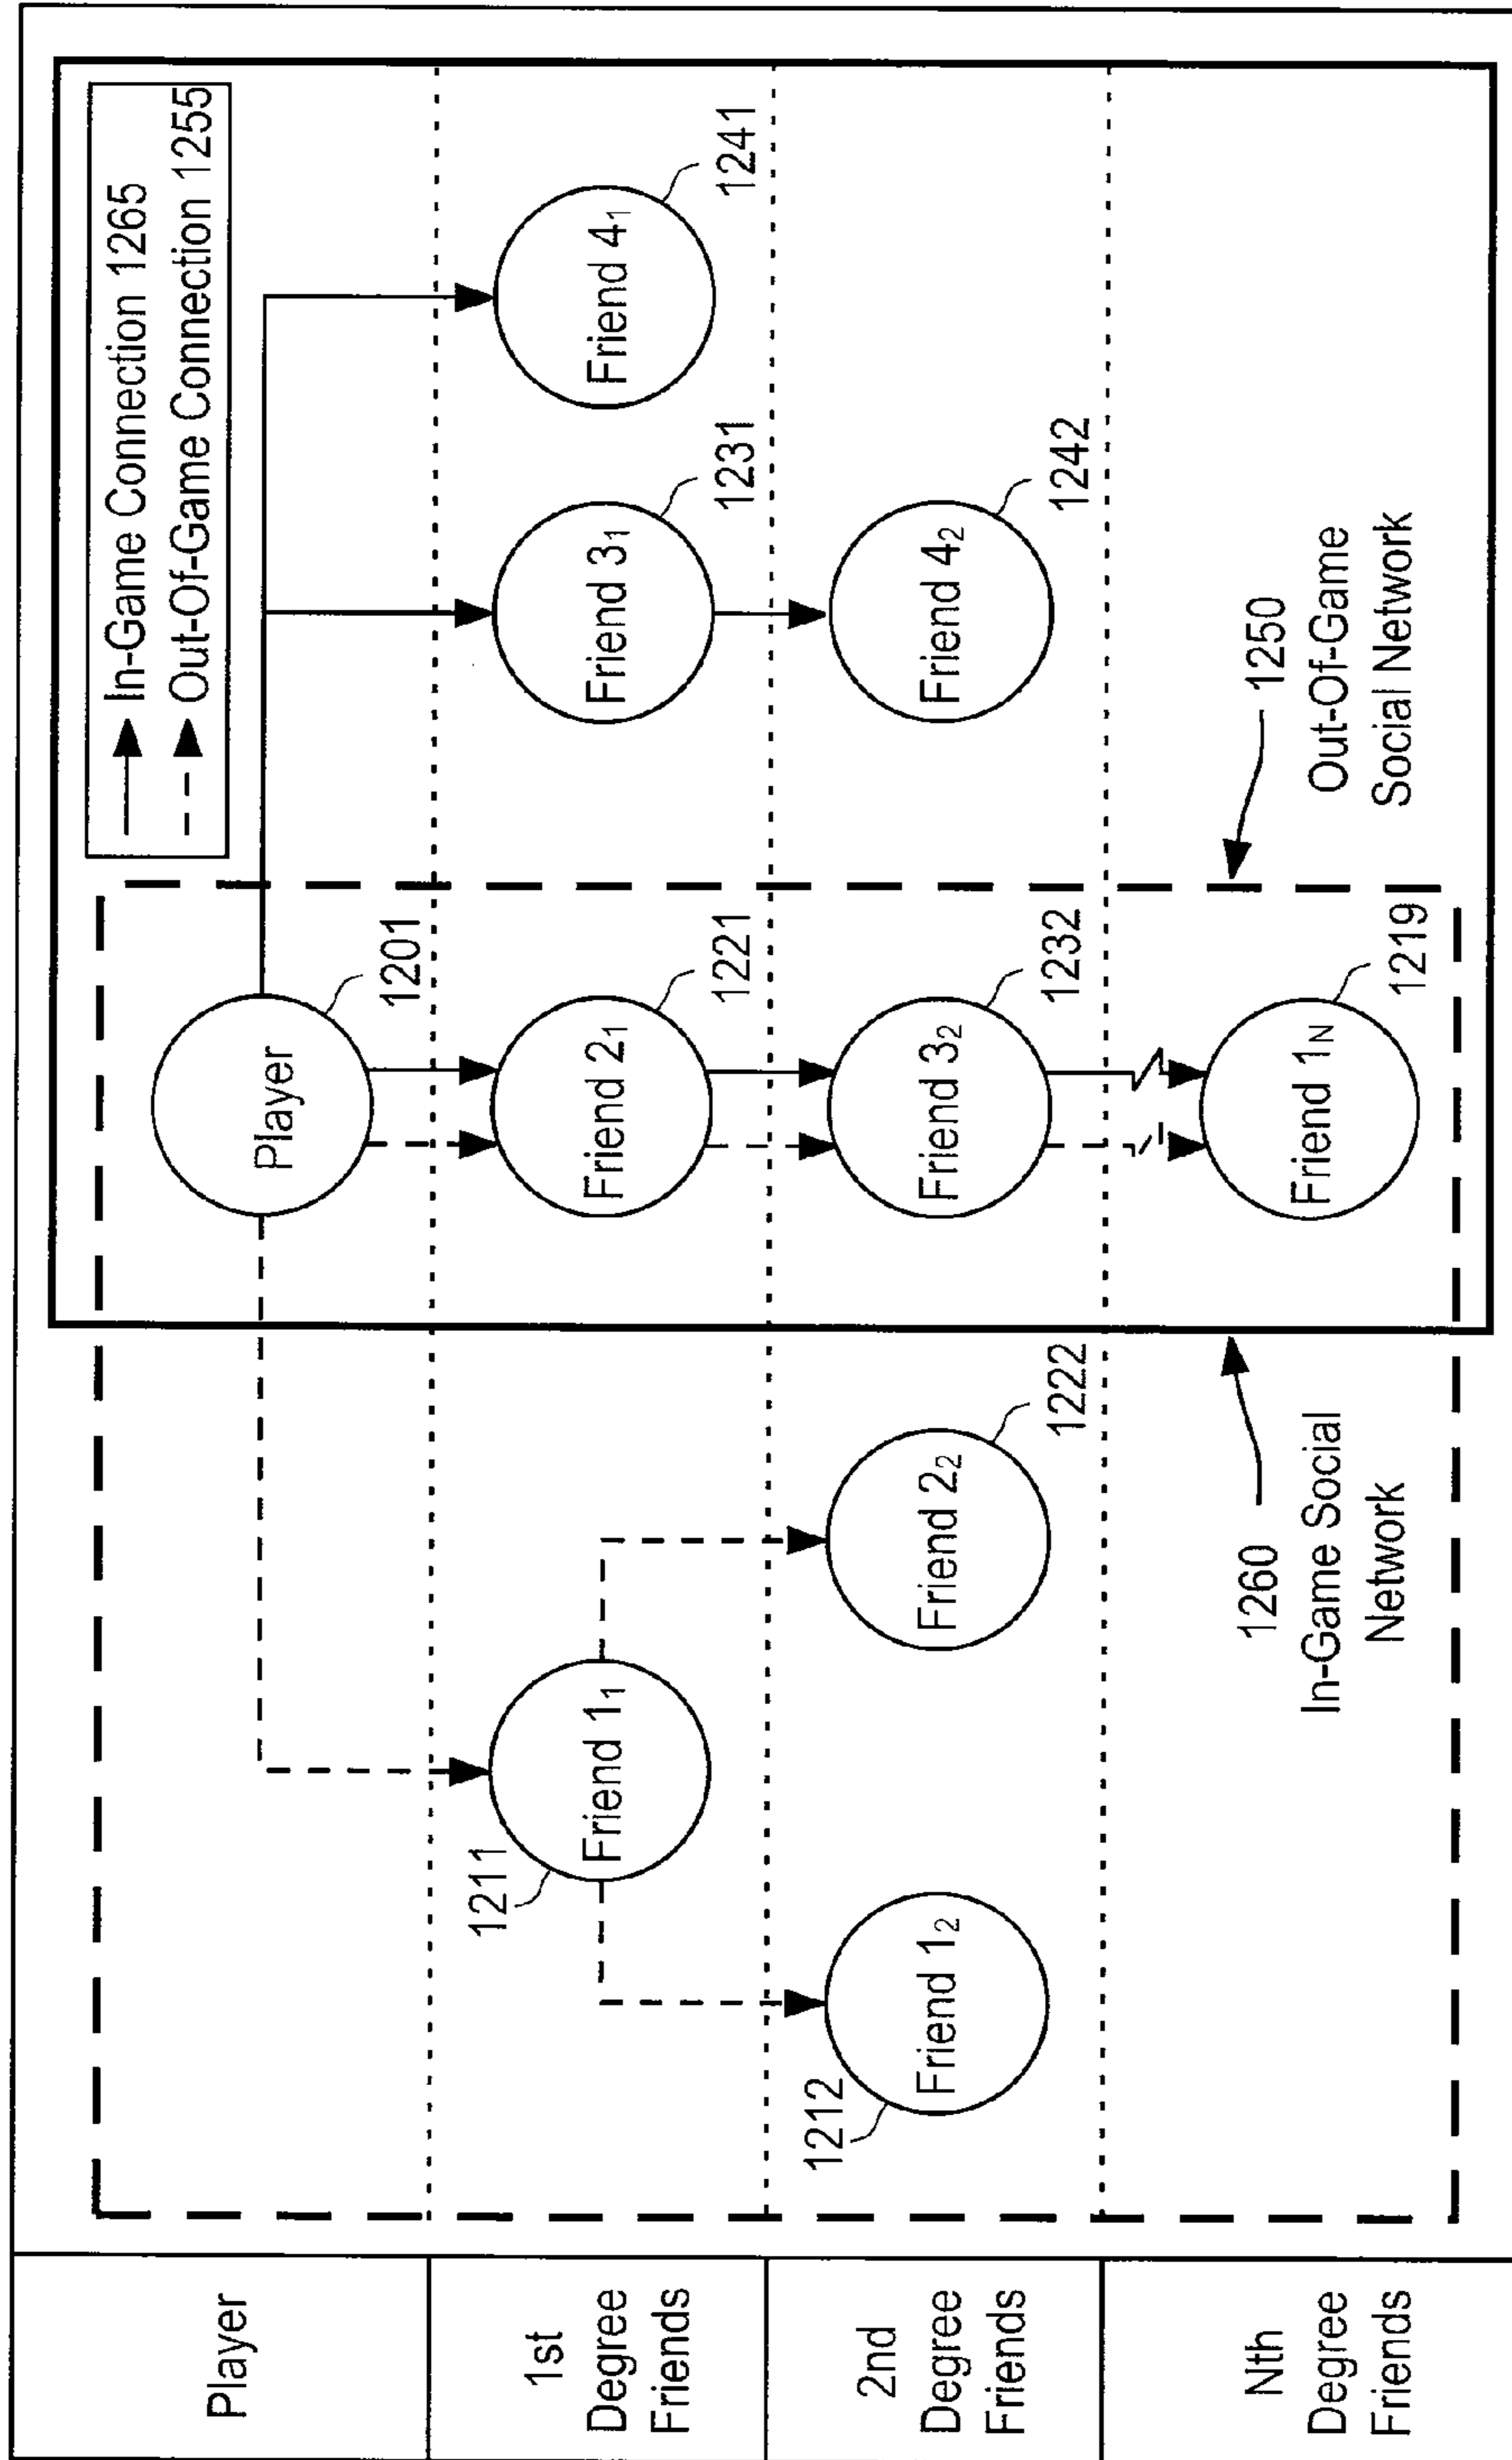 Player
1st
Degree
Friends
2nd
Degree
Friends
Nth
Degree
Friends
In-Game Connection 1265
Out-Of-Game Connection 1255
Player
1201
1211
Friend 1₁
Friend 2₁
1221
Friend 3₁
1231
Friend 4₁
1241
1212
Friend 1₂
Friend 2₂
1222
Friend 3₂
1232
Friend 4₂
1242
1260
In-Game Social
Network
Friend 1N
1219
1250
Out-Of-Game
Social Network